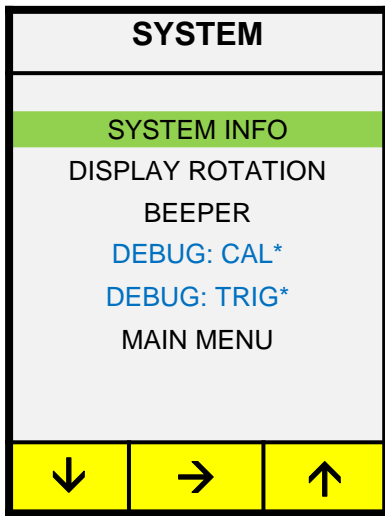 SYSTEM
SYSTEM INFO
DISPLAY ROTATION
BEEPER
DEBUG: CAL*
DEBUG: TRIG*
MAIN MENU
↓ → ↑